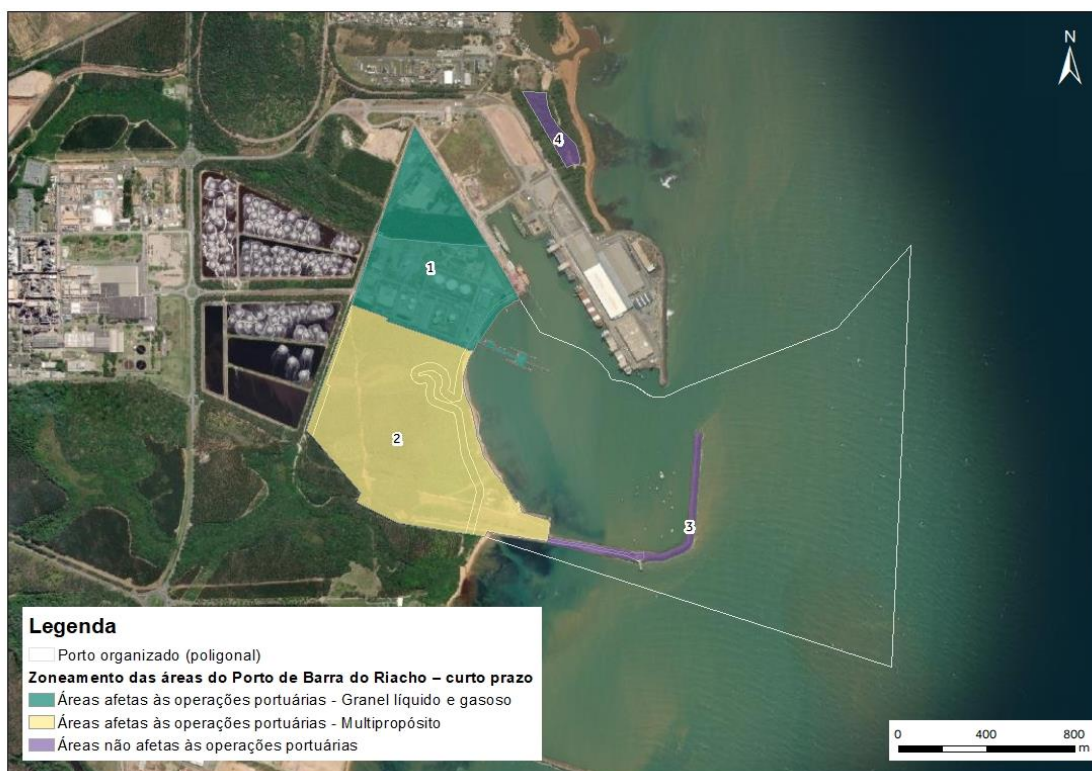 N
4
1
2
3
Legenda
Porto organizado (poligonal)
Zoneamento das áreas do Porto de Barra do Riacho – curto prazo
Áreas afetas às operações portuárias - Granel líquido e gasoso
Áreas afetas às operações portuárias - Multipropósito
Áreas não afetas às operações portuárias
0 400 800
m